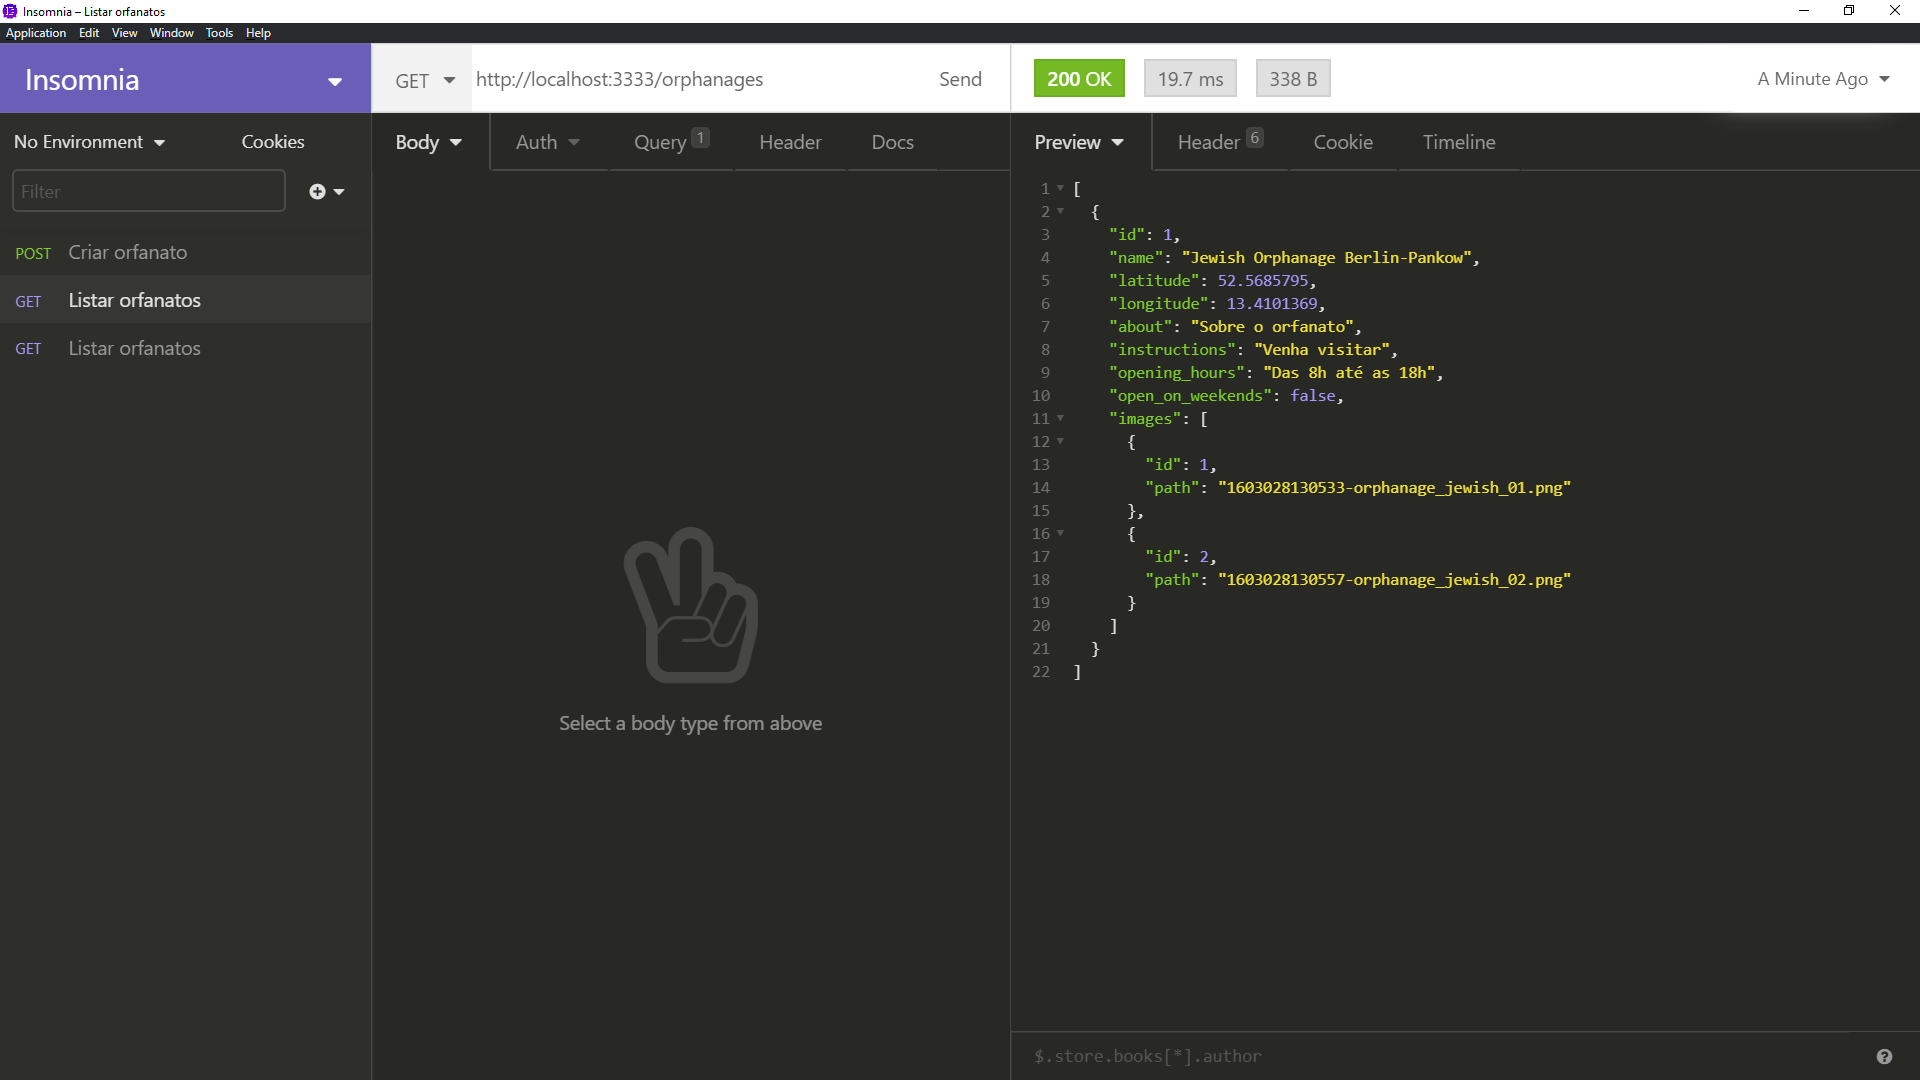 Insomnia – Listar orfanatos
Application Edit View Window Tools Help
Insomnia
GET http://localhost:3333/orphanages Send
200 OK 19.7 ms 338 B A Minute Ago
No Environment Cookies
Body Auth Query 1 Header Docs
Preview Header 6 Cookie Timeline
Filter
POST Criar orfanato
GET Listar orfanatos
GET Listar orfanatos
Select a body type from above
1 [
2 {
3 "id": 1,
4 "name": "Jewish Orphanage Berlin-Pankow",
5 "latitude": 52.5685795,
6 "longitude": 13.4101369,
7 "about": "Sobre o orfanato",
8 "instructions": "Venha visitar",
9 "opening_hours": "Das 8h até as 18h",
10 "open_on_weekends": false,
11 "images": [
12 {
13 "id": 1,
14 "path": "1603028130533-orphanage_jewish_01.png"
15 },
16 {
17 "id": 2,
18 "path": "1603028130557-orphanage_jewish_02.png"
19 }
20 ]
21 }
22 ]
$.store.books[*].author